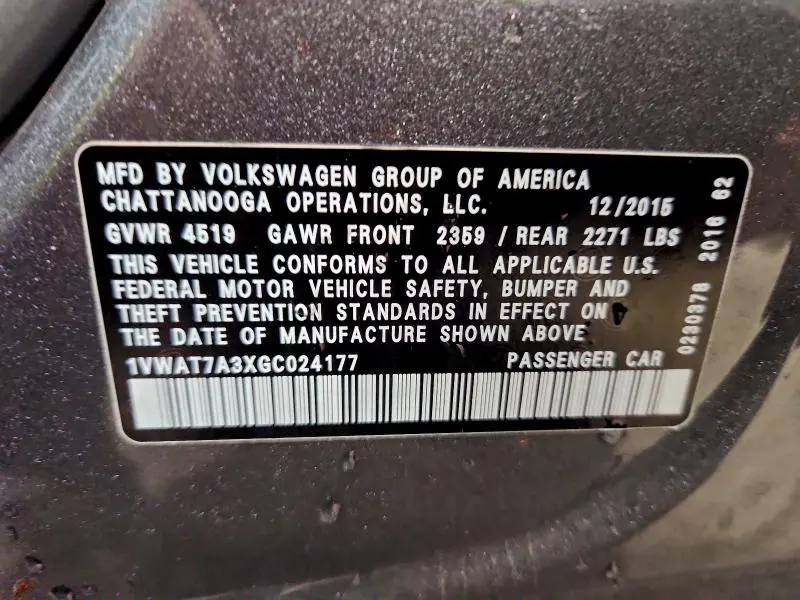 MFD BY VOLKSWAGEN GROUP OF AMERICA
CHATTANOOGA OPERATIONS, LLC. 12/2015
GVWR 4519 GAWR FRONT 2359 / REAR 2271 LBS
THIS VEHICLE CONFORMS TO ALL APPLICABLE U.S.
FEDERAL MOTOR VEHICLE SAFETY, BUMPER AND
THEFT PREVENTION STANDARDS IN EFFECT ON
THE DATE OF MANUFACTURE SHOWN ABOVE
1VWAT7A3XGC024177 PASSENGER CAR
0230378 2016 62